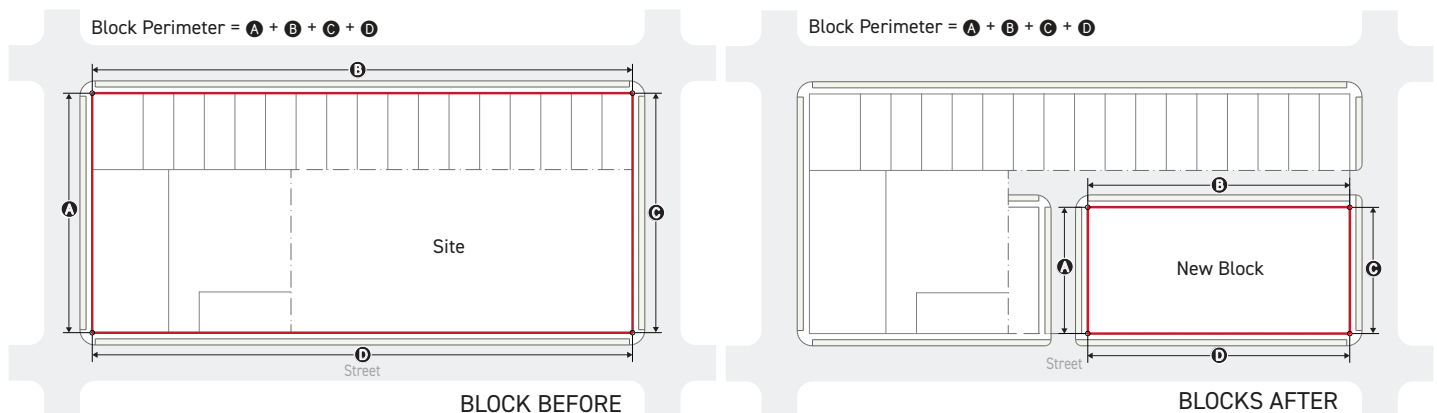 Block Perimeter = A + B + C + D
B
A
C
Site
D
Street
BLOCK BEFORE
Block Perimeter = A + B + C + D
B
A
C
New Block
D
Street
BLOCKS AFTER